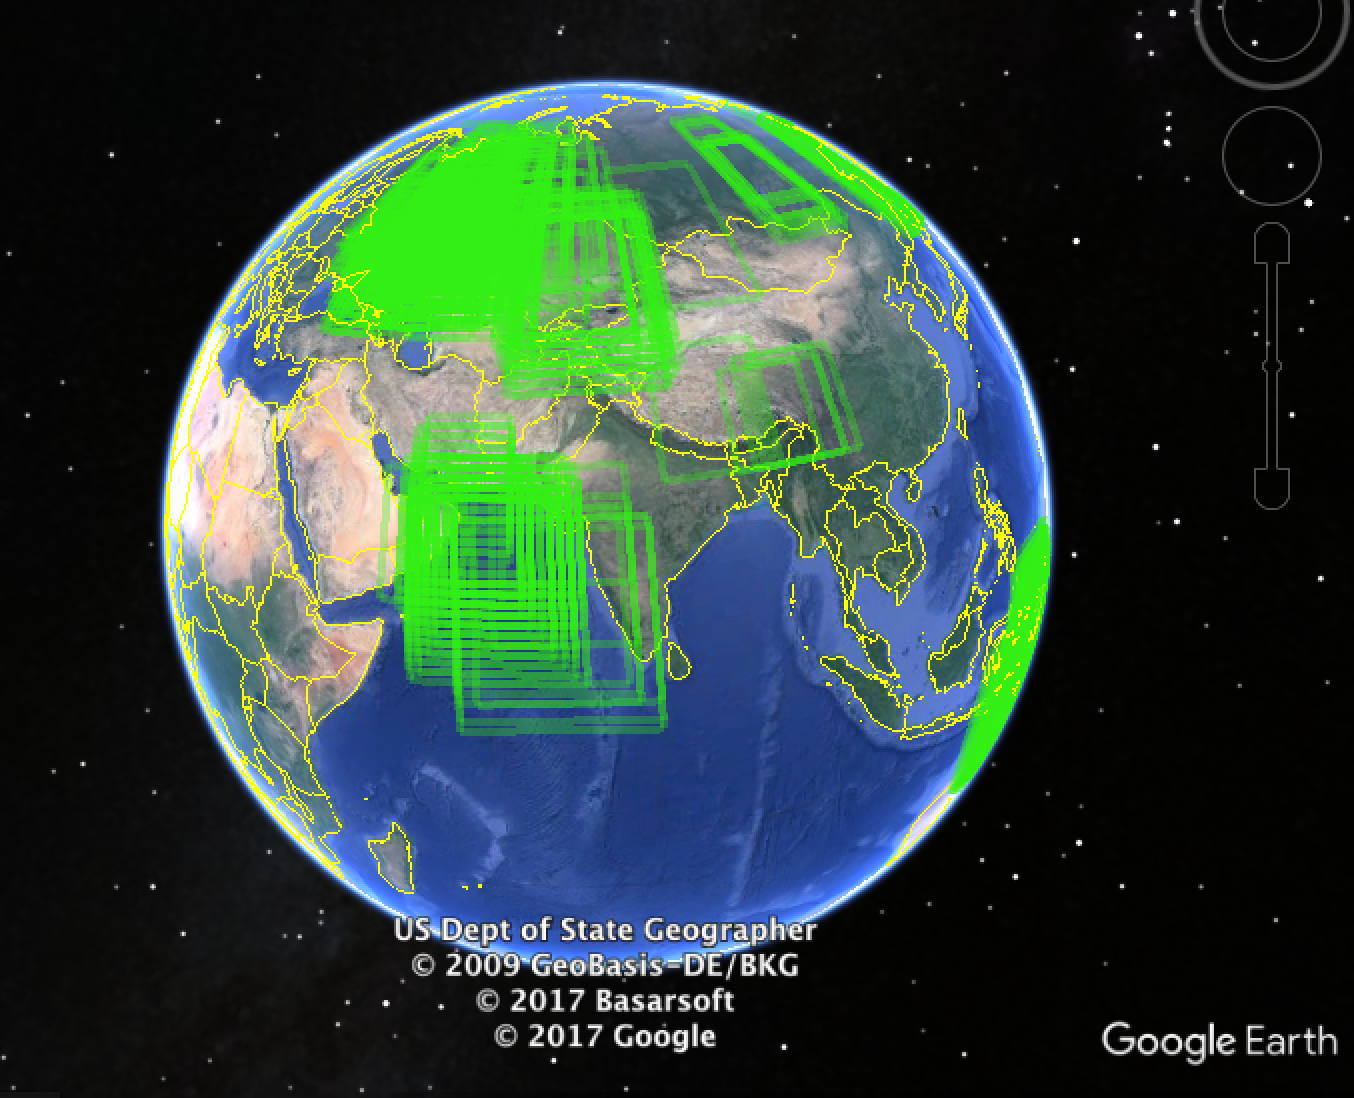 US Dept of State Geographer
© 2009 GeoBasis-DE/BKG
© 2017 Basarsoft
© 2017 Google
Google Earth